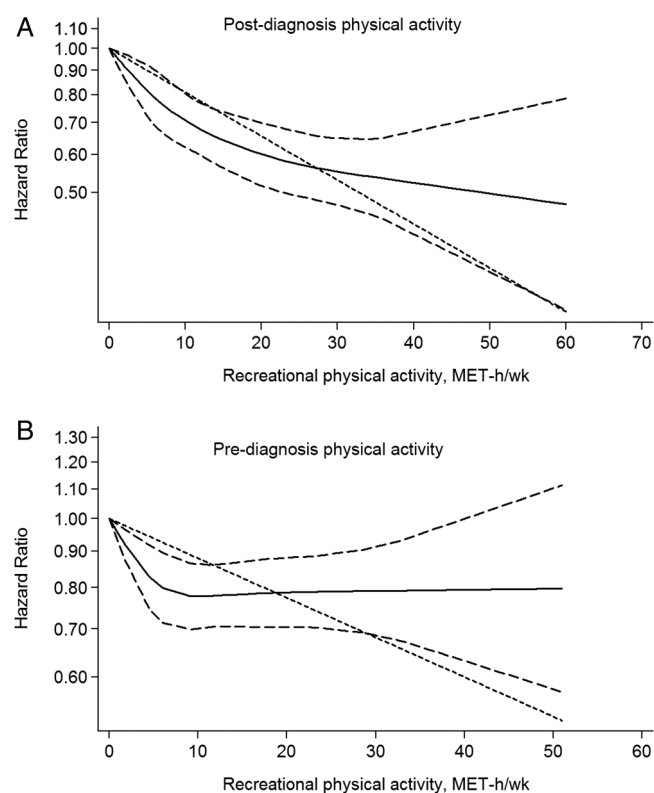 A
Post-diagnosis physical activity
1.10
1.00
0.90
0.80
0.70
0.60
0.50
Hazard Ratio
0 10 20 30 40 50 60 70
Recreational physical activity, MET-h/wk
B
Pre-diagnosis physical activity
1.30
1.20
1.10
1.00
0.90
0.80
0.70
0.60
Hazard Ratio
0 10 20 30 40 50 60
Recreational physical activity, MET-h/wk